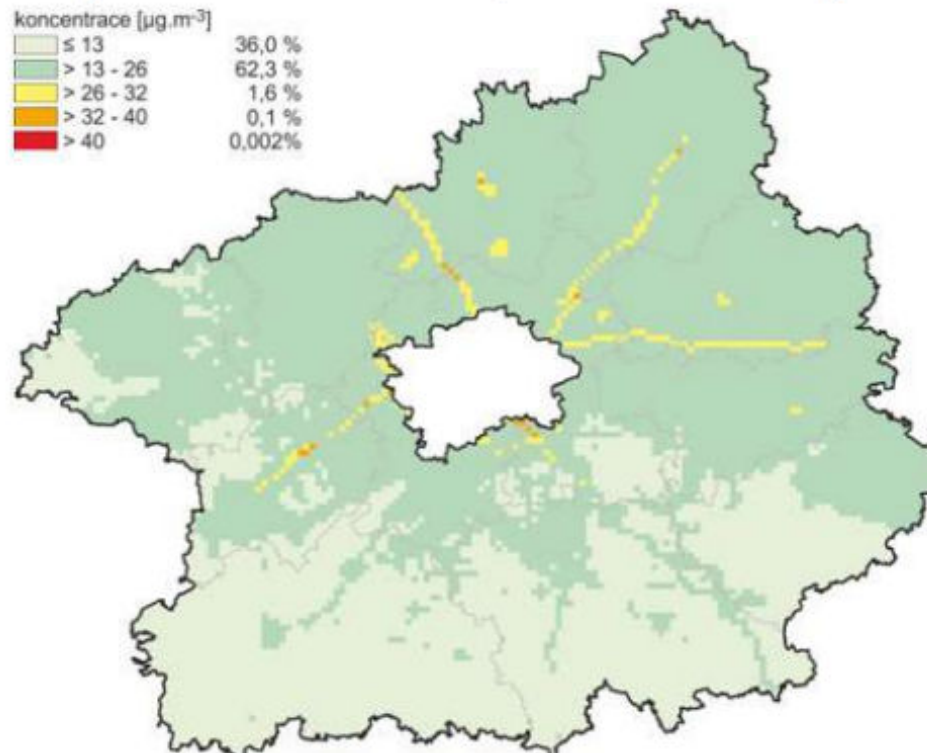 koncentrace [µg.m⁻³]
≤ 13 36,0 %
> 13 - 26 62,3 %
> 26 - 32 1,6 %
> 32 - 40 0,1 %
> 40 0,002%